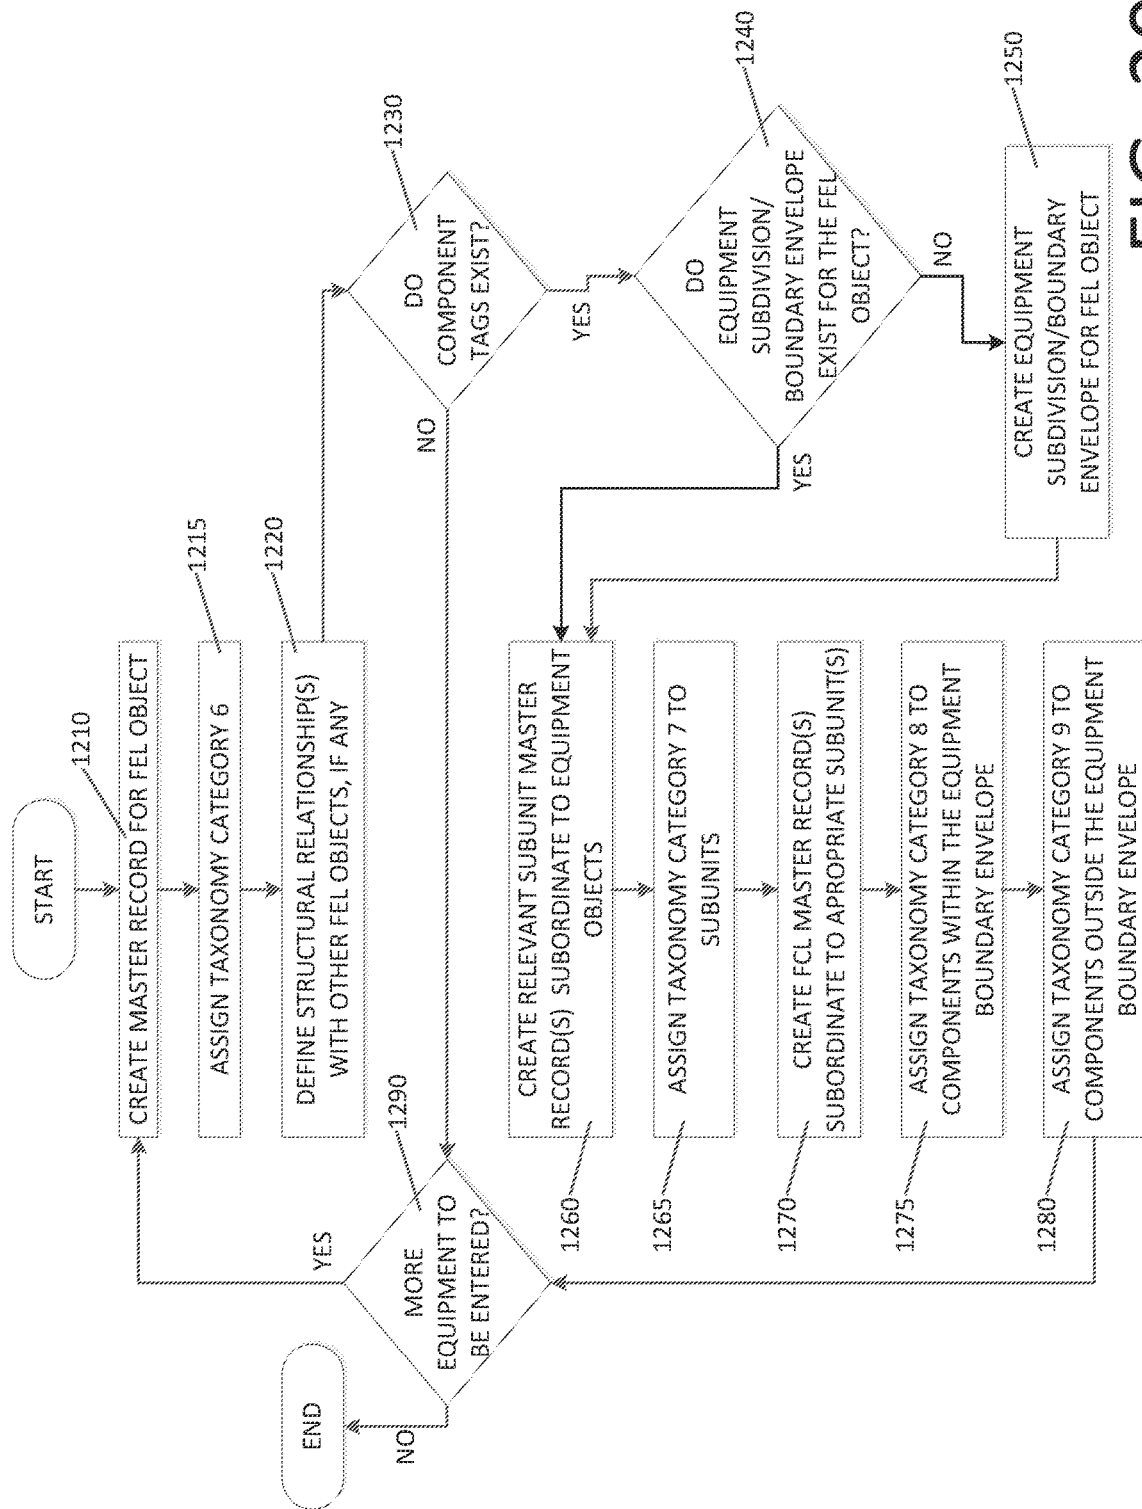 START
1210
CREATE MASTER RECORD FOR FEL OBJECT
1215
ASSIGN TAXONOMY CATEGORY 6
1220
DEFINE STRUCTURAL RELATIONSHIP(S)
WITH OTHER FEL OBJECTS, IF ANY
1230
DO
COMPONENT
TAGS EXIST?
NO
YES
1240
DO
EQUIPMENT
SUBDIVISION/
BOUNDARY ENVELOPE
EXIST FOR THE FEL
OBJECT?
YES
NO
1250
CREATE EQUIPMENT
SUBDIVISION/BOUNDARY
ENVELOPE FOR FEL OBJECT
1260
CREATE RELEVANT SUBUNIT MASTER
RECORD(S) SUBORDINATE TO EQUIPMENT
OBJECTS
1265
ASSIGN TAXONOMY CATEGORY 7 TO
SUBUNITS
1270
CREATE FCL MASTER RECORD(S)
SUBORDINATE TO APPROPRIATE SUBUNIT(S)
1275
ASSIGN TAXONOMY CATEGORY 8 TO
COMPONENTS WITHIN THE EQUIPMENT
BOUNDARY ENVELOPE
1280
ASSIGN TAXONOMY CATEGORY 9 TO
COMPONENTS OUTSIDE THE EQUIPMENT
BOUNDARY ENVELOPE
1290
MORE
EQUIPMENT TO
BE ENTERED?
YES
NO
END